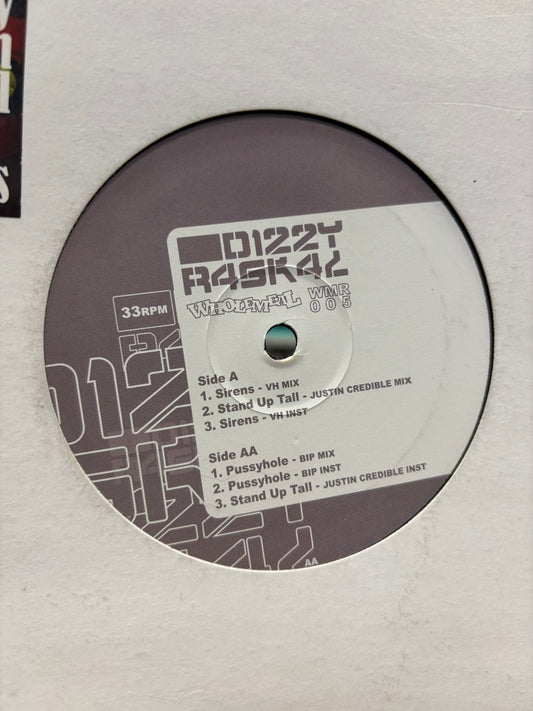 D122Y
R4SK4L
WHOLEMEAL WMR
005
33RPM
Side A
1. Sirens - VH MIX
2. Stand Up Tall - JUSTIN CREDIBLE MIX
3. Sirens - VH INST
Side AA
1. Pussyhole - BIP MIX
2. Pussyhole - BIP INST
3. Stand Up Tall - JUSTIN CREDIBLE INST
AA